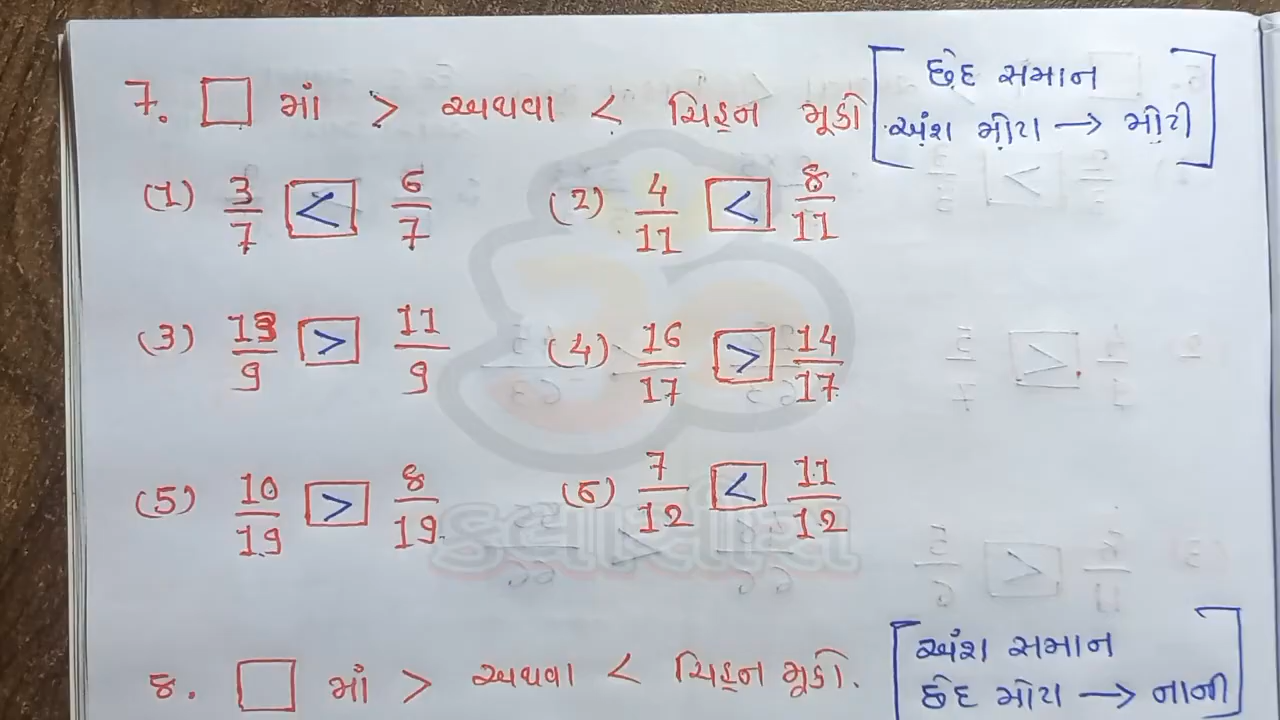 7. □ માં > અથવા < ચિહ્ન મૂકો [છેદ સમાન
અંશ મોટા → મોટી]
(1) 3/7 < 6/7 (2) 4/11 < 8/11
(3) 13/9 > 11/9 (4) 16/17 > 14/17
(5) 10/19 > 8/19 (6) 7/12 < 11/12
8. □ માં > અથવા < ચિહ્ન મૂકો. [અંશ સમાન
છેદ મોટા → નાની]